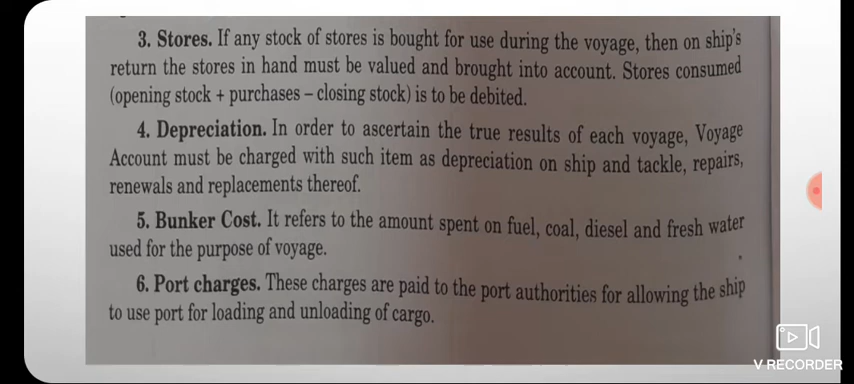 3. Stores. If any stock of stores is bought for use during the voyage, then on ship's
return the stores in hand must be valued and brought into account. Stores consumed
(opening stock + purchases – closing stock) is to be debited.
4. Depreciation. In order to ascertain the true results of each voyage, Voyage
Account must be charged with such item as depreciation on ship and tackle, repairs,
renewals and replacements thereof.
5. Bunker Cost. It refers to the amount spent on fuel, coal, diesel and fresh water
used for the purpose of voyage.
6. Port charges. These charges are paid to the port authorities for allowing the ship
to use port for loading and unloading of cargo.
V RECORDER